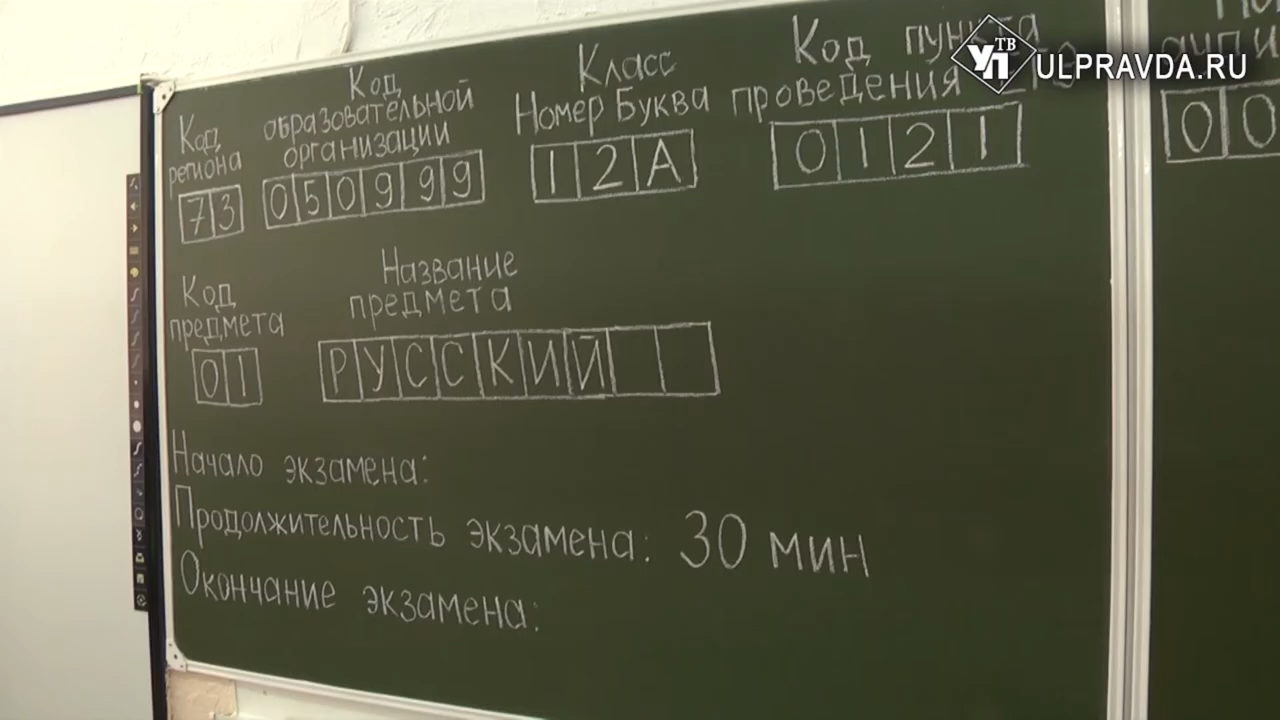 Код
региона
73
Код
образовательной
организации
050999
Класс
Номер Буква
12А
Код пункта
проведения
0121
00
Код
предмета
01
Название
предмета
РУССКИЙ
Начало экзамена:
Продолжительность экзамена: 30 мин
Окончание экзамена:
УП ТВ
ULPRAVDA.RU